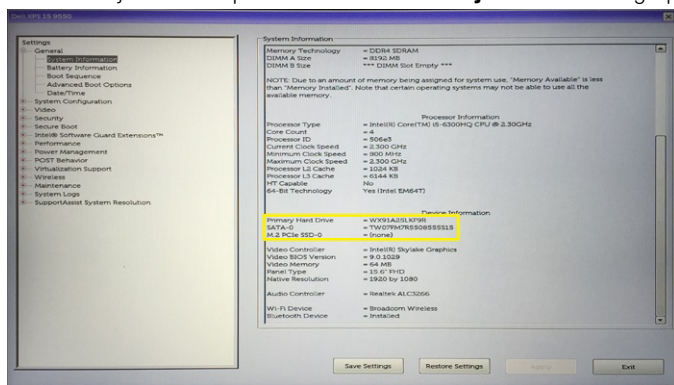 Dell XPS 15 9550
Settings
General
System Information
Battery Information
Boot Sequence
Advanced Boot Options
Date/Time
System Configuration
Video
Security
Secure Boot
Intel® Software Guard Extensions™
Performance
Power Management
POST Behavior
Virtualization Support
Wireless
Maintenance
System Logs
SupportAssist System Resolution
System Information
Memory Technology = DDR4 SDRAM
DIMM A Size = 8192 MB
DIMM B Size *** DIMM Slot Empty ***
NOTE: Due to an amount of memory being assigned for system use, "Memory Available" is less
than "Memory Installed". Note that certain operating systems may not be able to use all the
available memory.
Processor Information
Processor Type = Intel(R) Core(TM) i5-6300HQ CPU @ 2.30GHz
Core Count = 4
Processor ID = 506e3
Current Clock Speed = 2.300 GHz
Minimum Clock Speed = 800 MHz
Maximum Clock Speed = 2.300 GHz
Processor L2 Cache = 1024 KB
Processor L3 Cache = 6144 KB
HT Capable No
64-Bit Technology Yes (Intel EM64T)
Device Information
Primary Hard Drive = WX91A25LKF9R
SATA-0
M.2 PCIe SSD-0 = (none)
Video Controller = Intel(R) Skylake Graphics
Video BIOS Version = 9.0.1029
Video Memory = 64 MB
Panel Type = 15.6" FHD
Native Resolution = 1920 by 1080
Audio Controller = Realtek ALC3266
Wi-Fi Device = Broadcom Wireless
Bluetooth Device = Installed
Save Settings Restore Settings Apply Exit